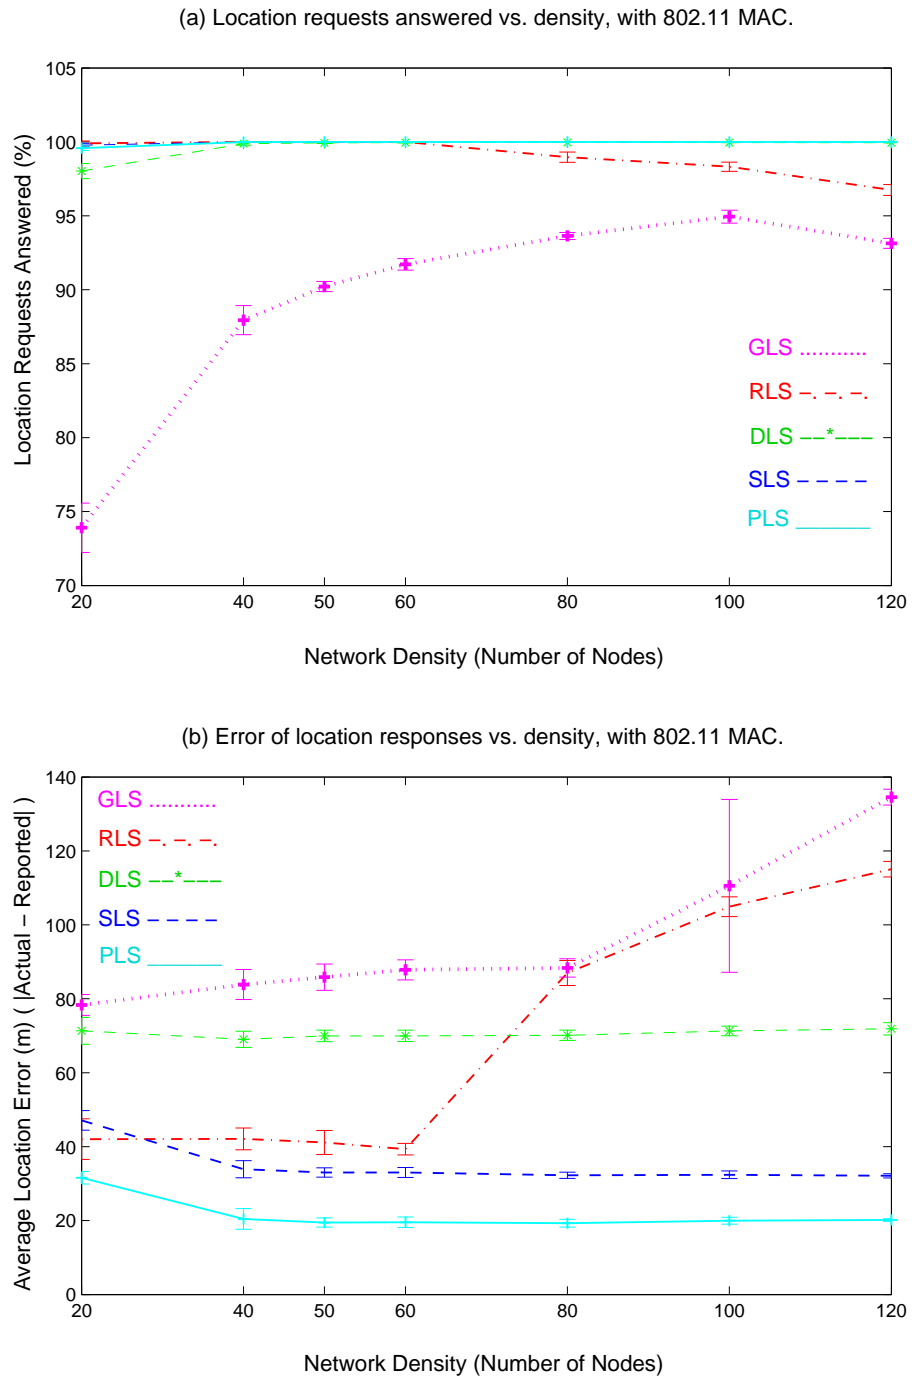 (a) Location requests answered vs. density, with 802.11 MAC.
105
100
95
90
85
80
75
70
Location Requests Answered (%)
GLS ...........
RLS –. –. –.
DLS ––*–––
SLS – – – – –
PLS ______
20 40 50 60 80 100 120
Network Density (Number of Nodes)
(b) Error of location responses vs. density, with 802.11 MAC.
140
120
100
80
60
40
20
0
Average Location Error (m) ( |Actual – Reported| )
GLS ...........
RLS –. –. –.
DLS ––*–––
SLS – – – – –
PLS ______
20 40 50 60 80 100 120
Network Density (Number of Nodes)